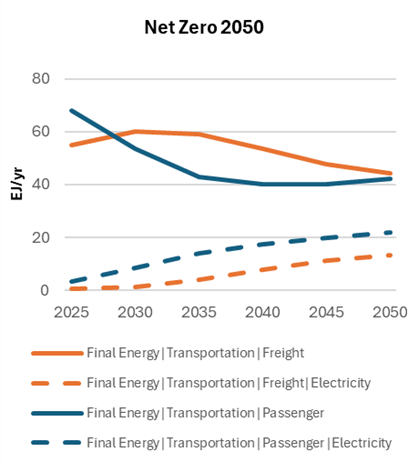 Net Zero 2050
80
60
40
20
0
EJ/yr
2025 2030 2035 2040 2045 2050
Final Energy|Transportation|Freight
Final Energy|Transportation|Freight|Electricity
Final Energy|Transportation|Passenger
Final Energy|Transportation|Passenger|Electricity